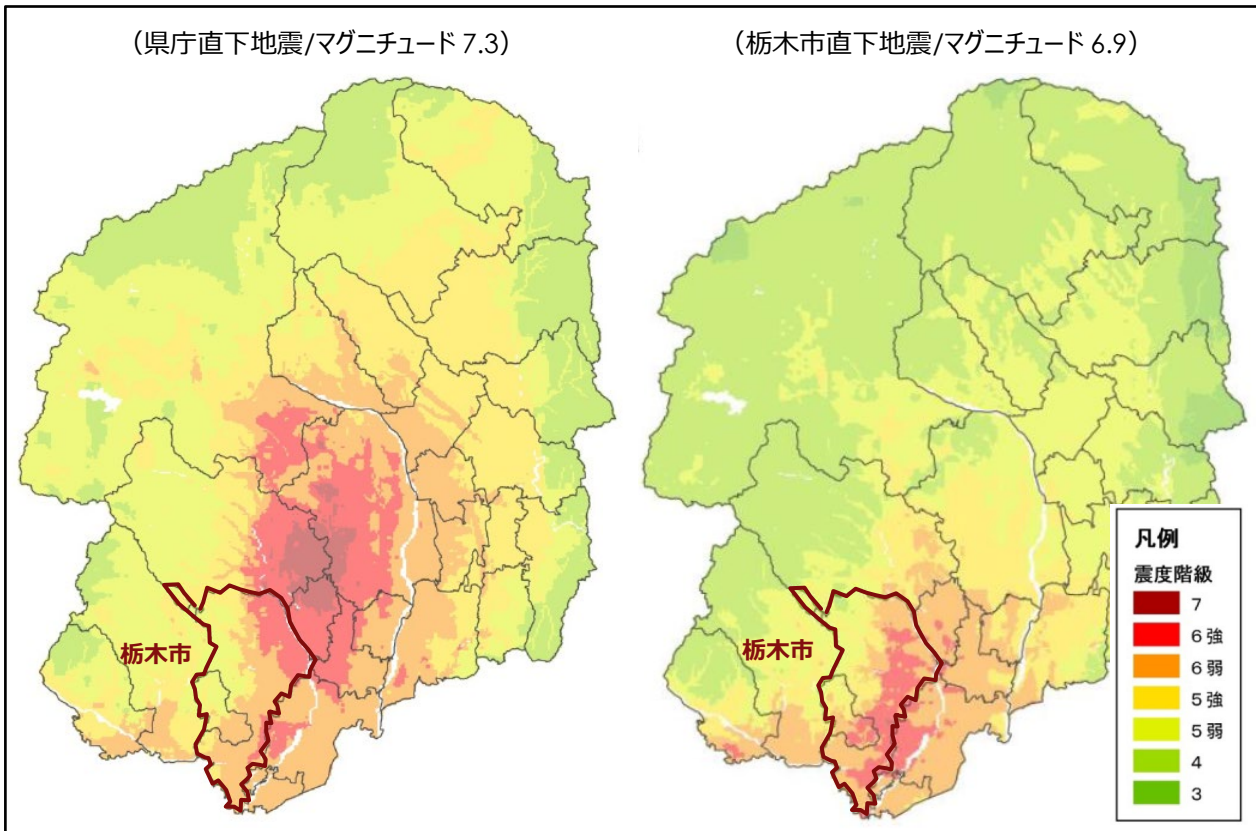 （県庁直下地震/マグニチュード 7.3）
（栃木市直下地震/マグニチュード 6.9）
栃木市
栃木市
凡例
震度階級
7
6 強
6 弱
5 強
5 弱
4
3